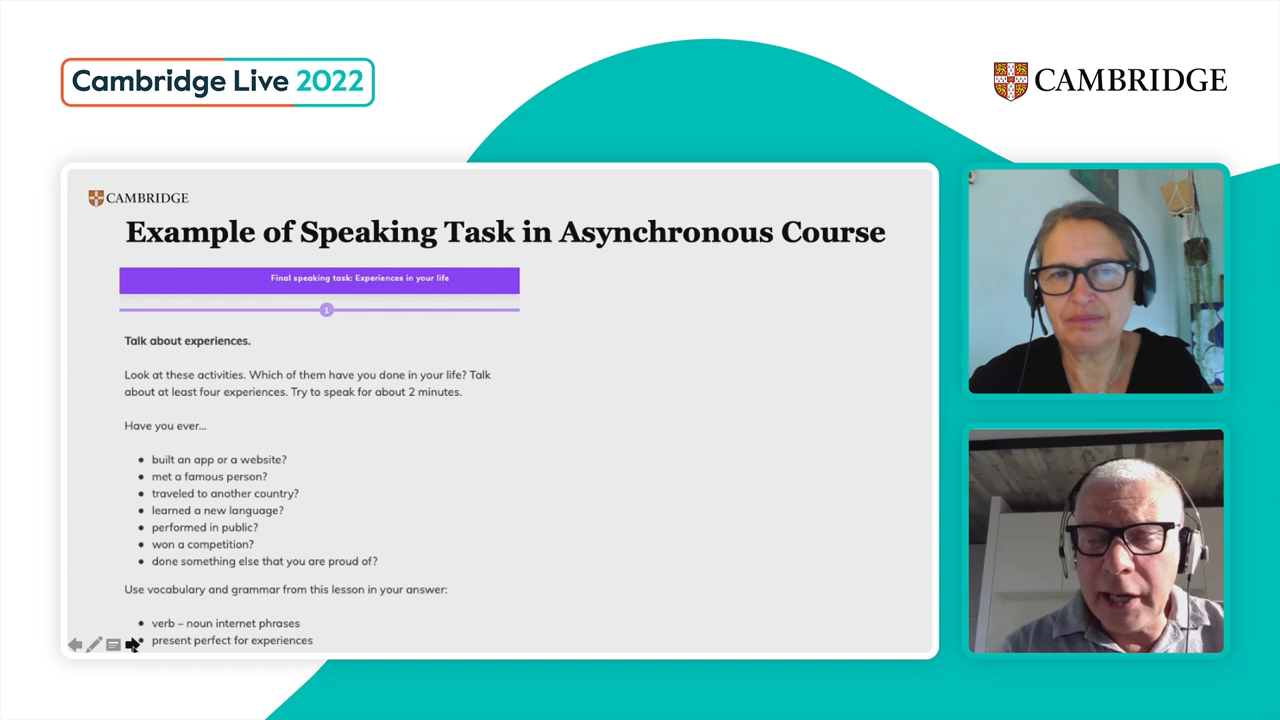 Cambridge Live 2022
CAMBRIDGE
CAMBRIDGE
Example of Speaking Task in Asynchronous Course
Final speaking task: Experiences in your life
1
Talk about experiences.
Look at these activities. Which of them have you done in your life? Talk
about at least four experiences. Try to speak for about 2 minutes.
Have you ever...
• built an app or a website?
• met a famous person?
• traveled to another country?
• learned a new language?
• performed in public?
• won a competition?
• done something else that you are proud of?
Use vocabulary and grammar from this lesson in your answer:
• verb – noun internet phrases
• present perfect for experiences